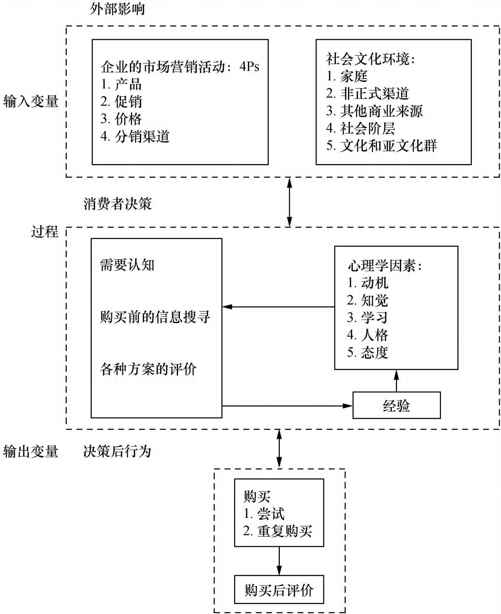 外部影响
输入变量
企业的市场营销活动：4Ps
1. 产品
2. 促销
3. 价格
4. 分销渠道
社会文化环境：
1. 家庭
2. 非正式渠道
3. 其他商业来源
4. 社会阶层
5. 文化和亚文化群
消费者决策
过程
需要认知
购买前的信息搜寻
各种方案的评价
心理学因素：
1. 动机
2. 知觉
3. 学习
4. 人格
5. 态度
经验
输出变量
决策后行为
购买
1. 尝试
2. 重复购买
购买后评价